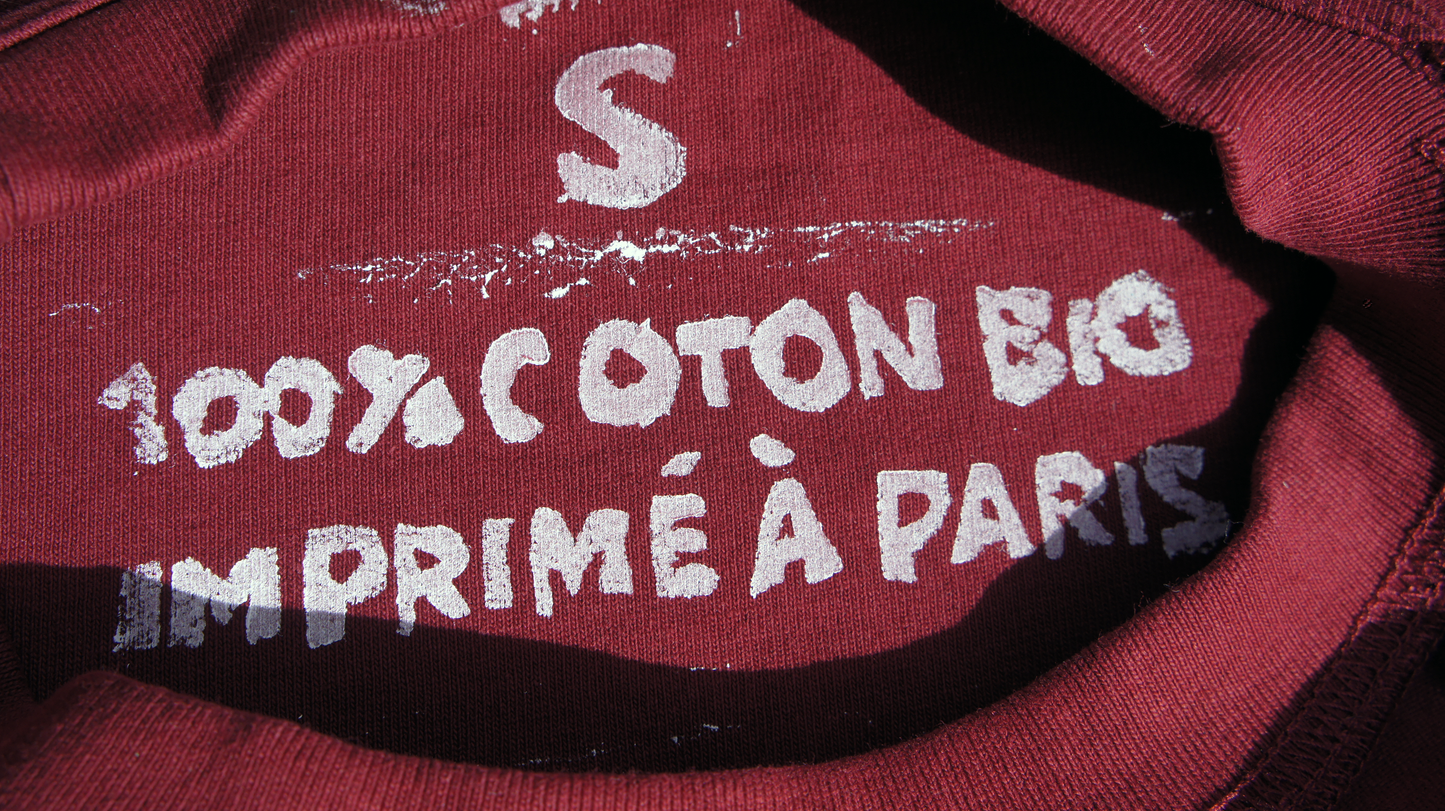 S
100% COTON BIO
IMPRIMÉ À PARIS